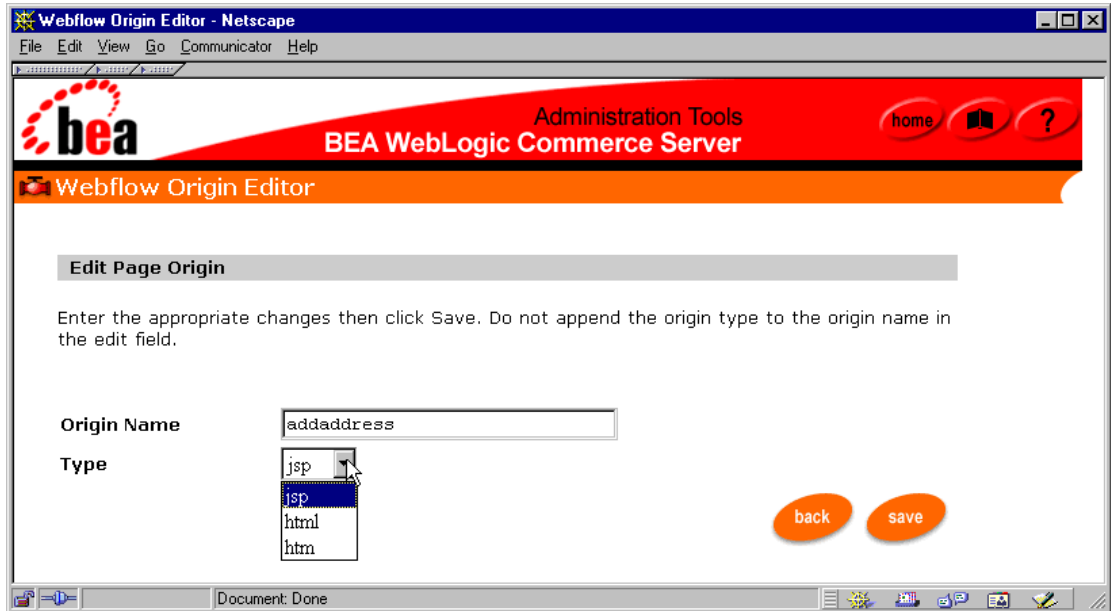 Webflow Origin Editor - Netscape
File Edit View Go Communicator Help
bea
Administration Tools
BEA WebLogic Commerce Server
home ?
Webflow Origin Editor
Edit Page Origin
Enter the appropriate changes then click Save. Do not append the origin type to the origin name in
the edit field.
Origin Name addaddress
Type jsp
jsp
html
htm
back save
Document: Done